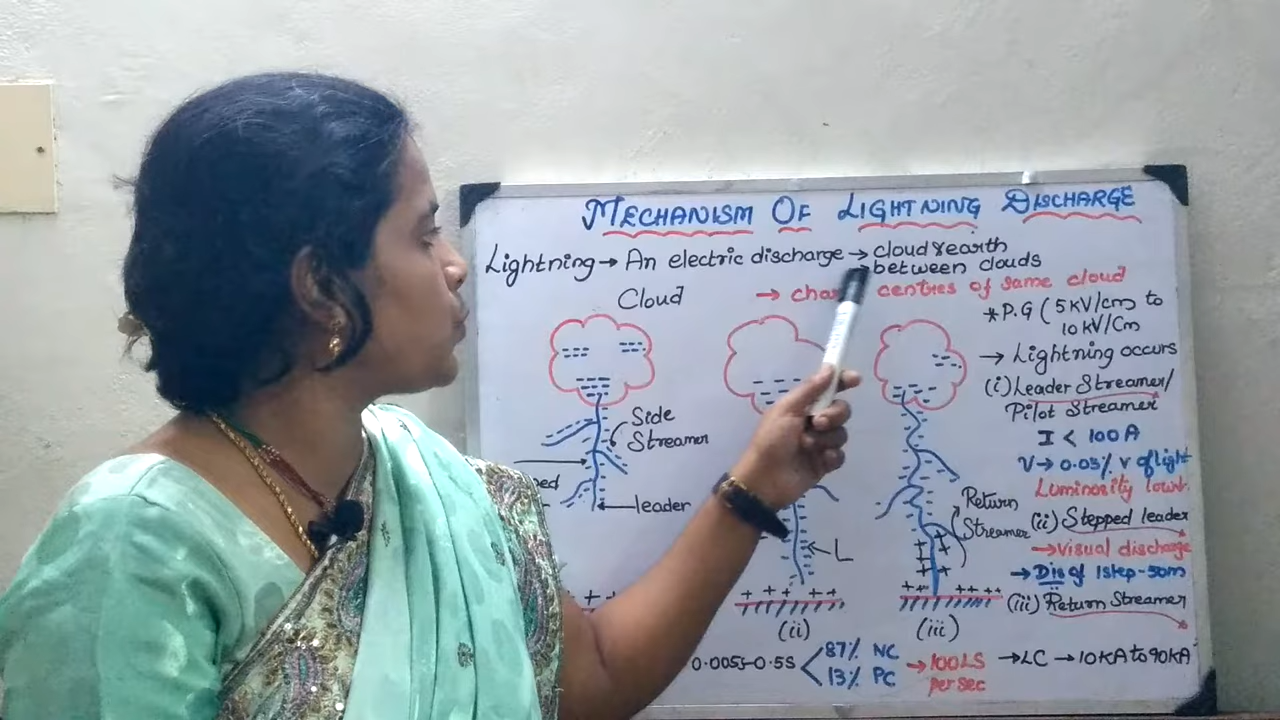 MECHANISM OF LIGHTNING DISCHARGE
Lightning → An electric discharge → cloud & earth
→ between clouds
→ centres of same cloud
Cloud
*P.G (5KV/cm to
10KV/Cm
→ Lightning occurs
(i) Leader Streamer/
Pilot Streamer
I < 100A
V → 0.03% V of light
Luminosity low.
(ii) Stepped leader
→ Visual discharge
→ Dis of 1step-50m
(iii) Return Streamer
Side
Streamer
leader
L
Return
Streamer
(ii)
(iii)
0.005s-0.5s
87% NC
13% PC
→ 100LS
per sec
→ LC → 10KA to 90KA